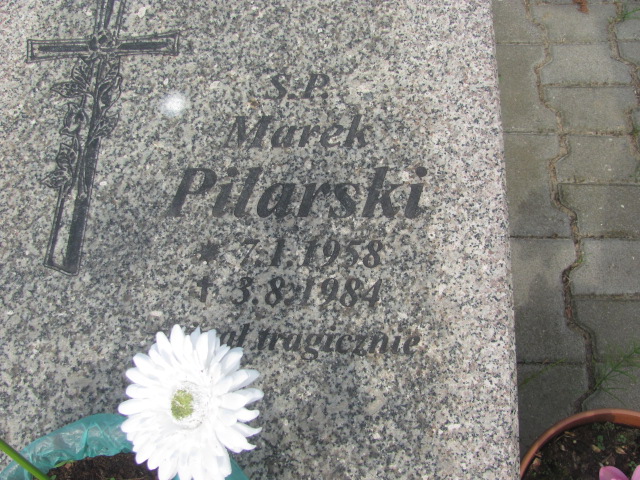 Ś.P.
Marek
Pilarski
* 7.1.1958
† 3.8.1984
tragicznie